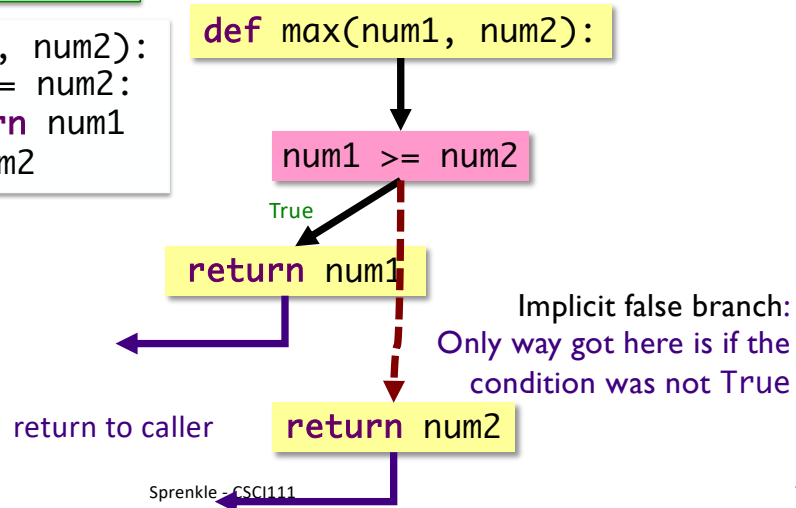 def max(num1, num2):
, num2):
= num2:
rn num1
m2
num1 >= num2
True
return num1
Implicit false branch:
Only way got here is if the
condition was not True
return to caller
return num2
Sprenkle - CSCI111